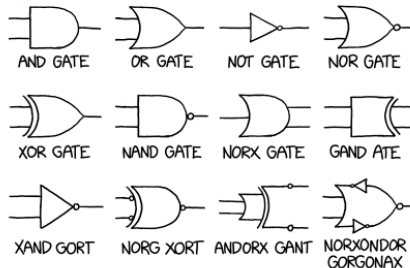 AND GATE
OR GATE
NOT GATE
NOR GATE
XOR GATE
NAND GATE
NORX GATE
GAND ATE
XAND GORT
NORG XORT
ANDORX GANT
NORXONDOR
GORGONAX